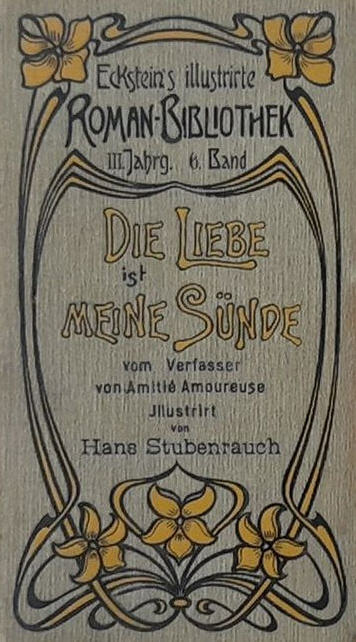 Eckstein's illustrirte
ROMAN-BIBLIOTHEK
III. Jahrg. 6. Band
DIE LIEBE
ist
MEINE SÜNDE
vom Verfasser
von Amitié Amoureuse
Jllustrirt
von
Hans Stubenrauch